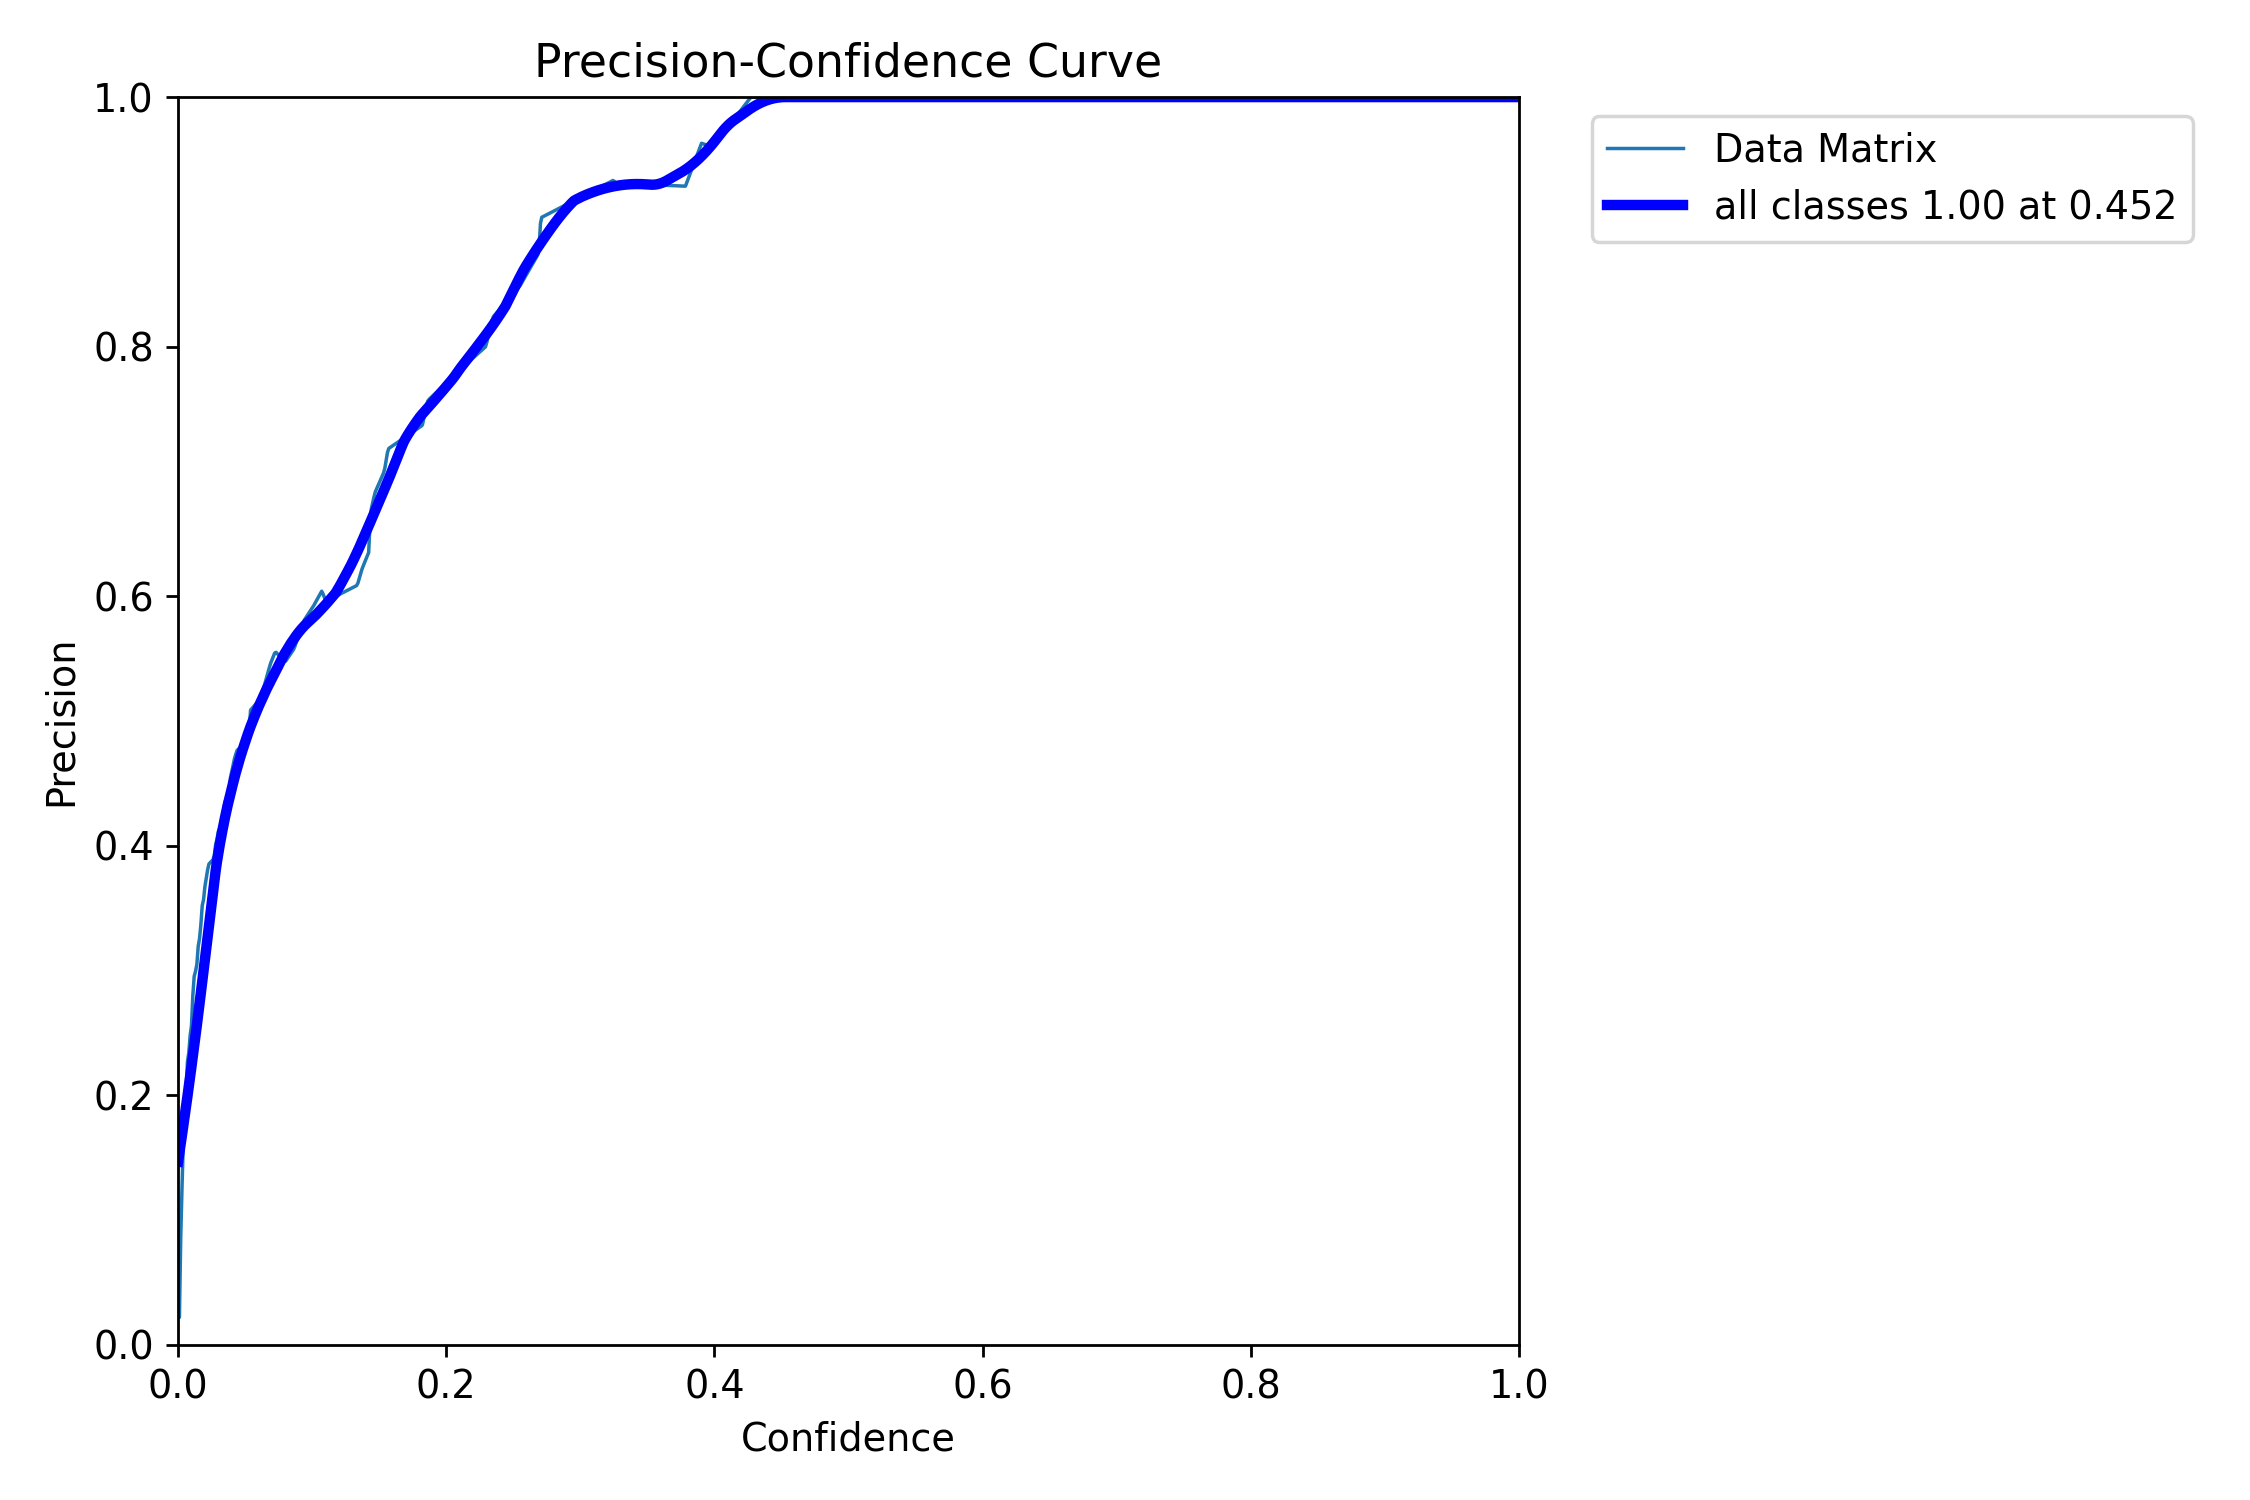 Precision-Confidence Curve
1.0
0.8
0.6
0.4
0.2
0.0
Precision
0.0 0.2 0.4 0.6 0.8 1.0
Confidence
Data Matrix
all classes 1.00 at 0.452